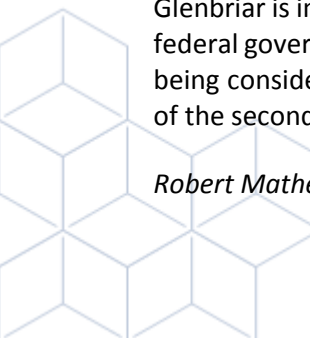 Glenbriar is in
federal gover
being conside
of the second
Robert Mathe